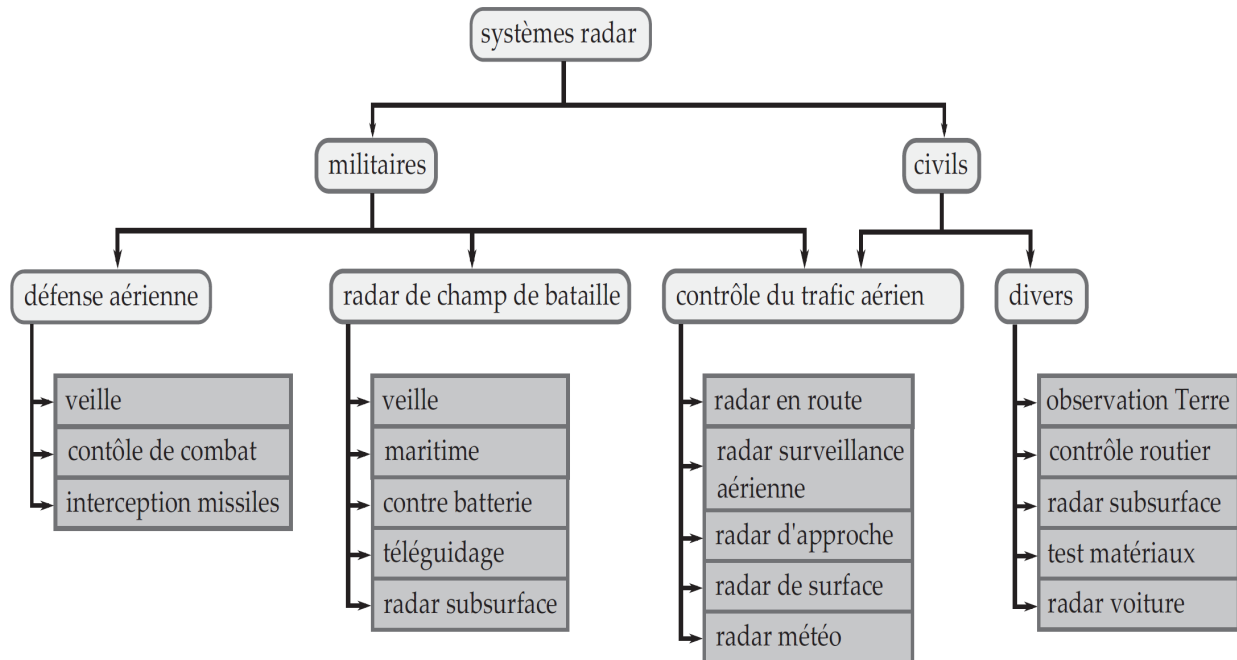 systèmes radar
militaires
civils
défense aérienne
radar de champ de bataille
contrôle du trafic aérien
divers
veille
contôle de combat
interception missiles
veille
maritime
contre batterie
téléguidage
radar subsurface
radar en route
radar surveillance
aérienne
radar d'approche
radar de surface
radar météo
observation Terre
contrôle routier
radar subsurface
test matériaux
radar voiture